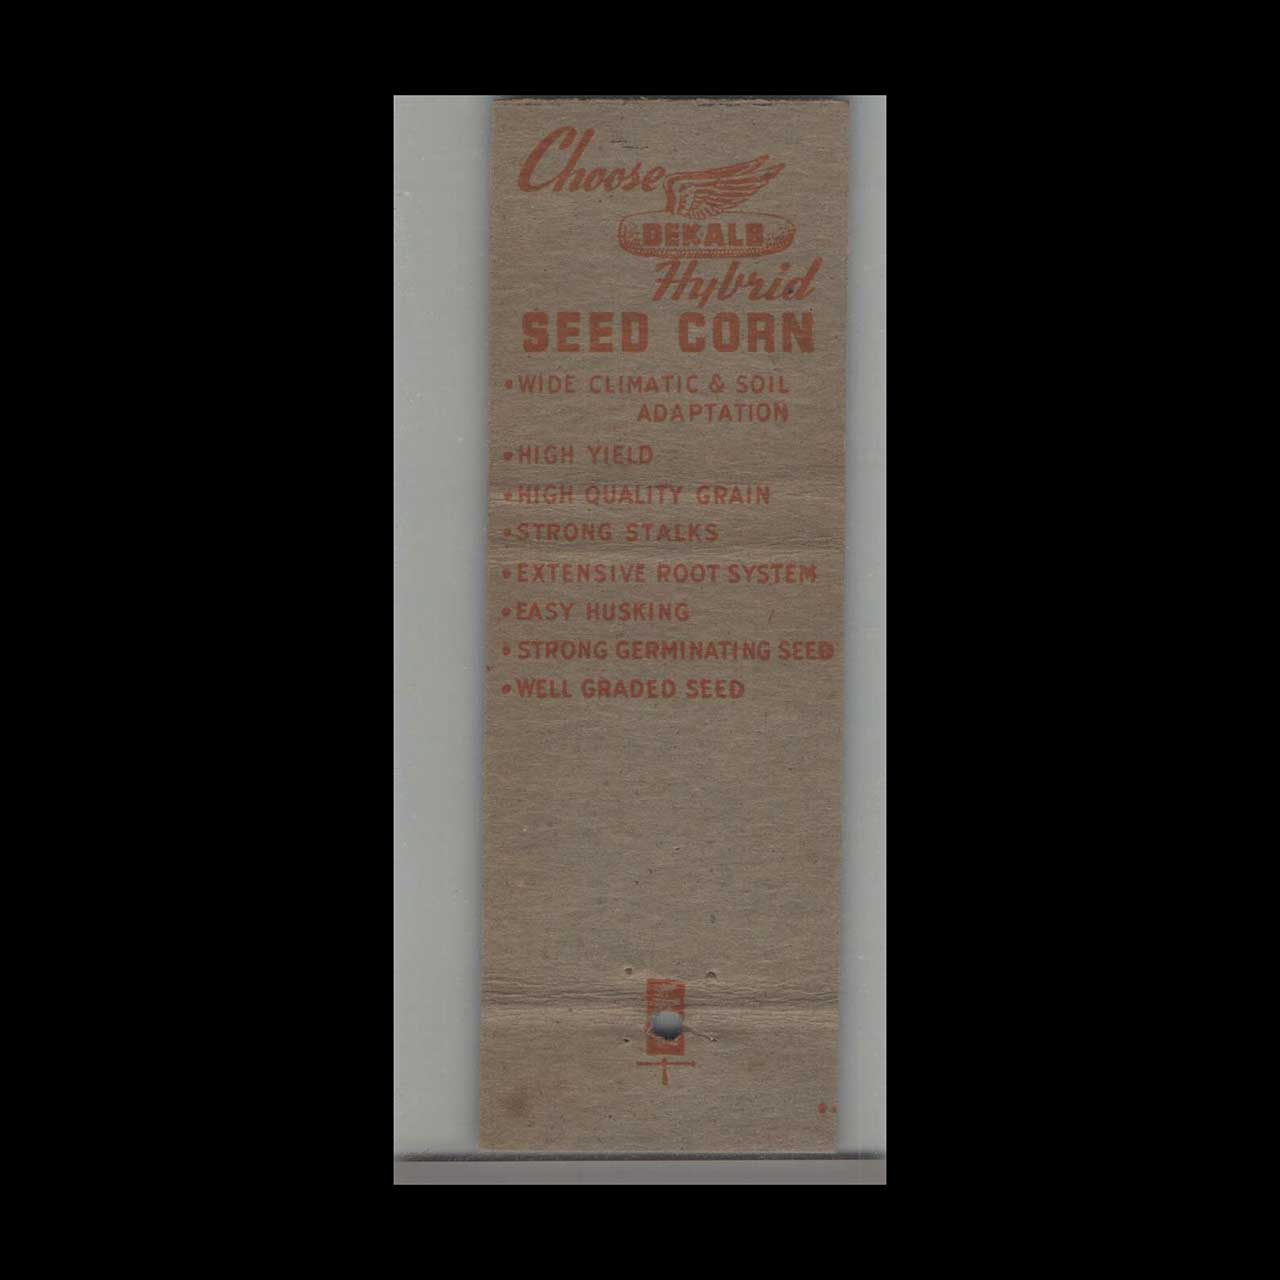 Choose
DEKALB
Hybrid
SEED CORN
• WIDE CLIMATIC & SOIL
ADAPTATION
• HIGH YIELD
• HIGH QUALITY GRAIN
• STRONG STALKS
• EXTENSIVE ROOT SYSTEM
• EASY HUSKING
• STRONG GERMINATING SEED
• WELL GRADED SEED